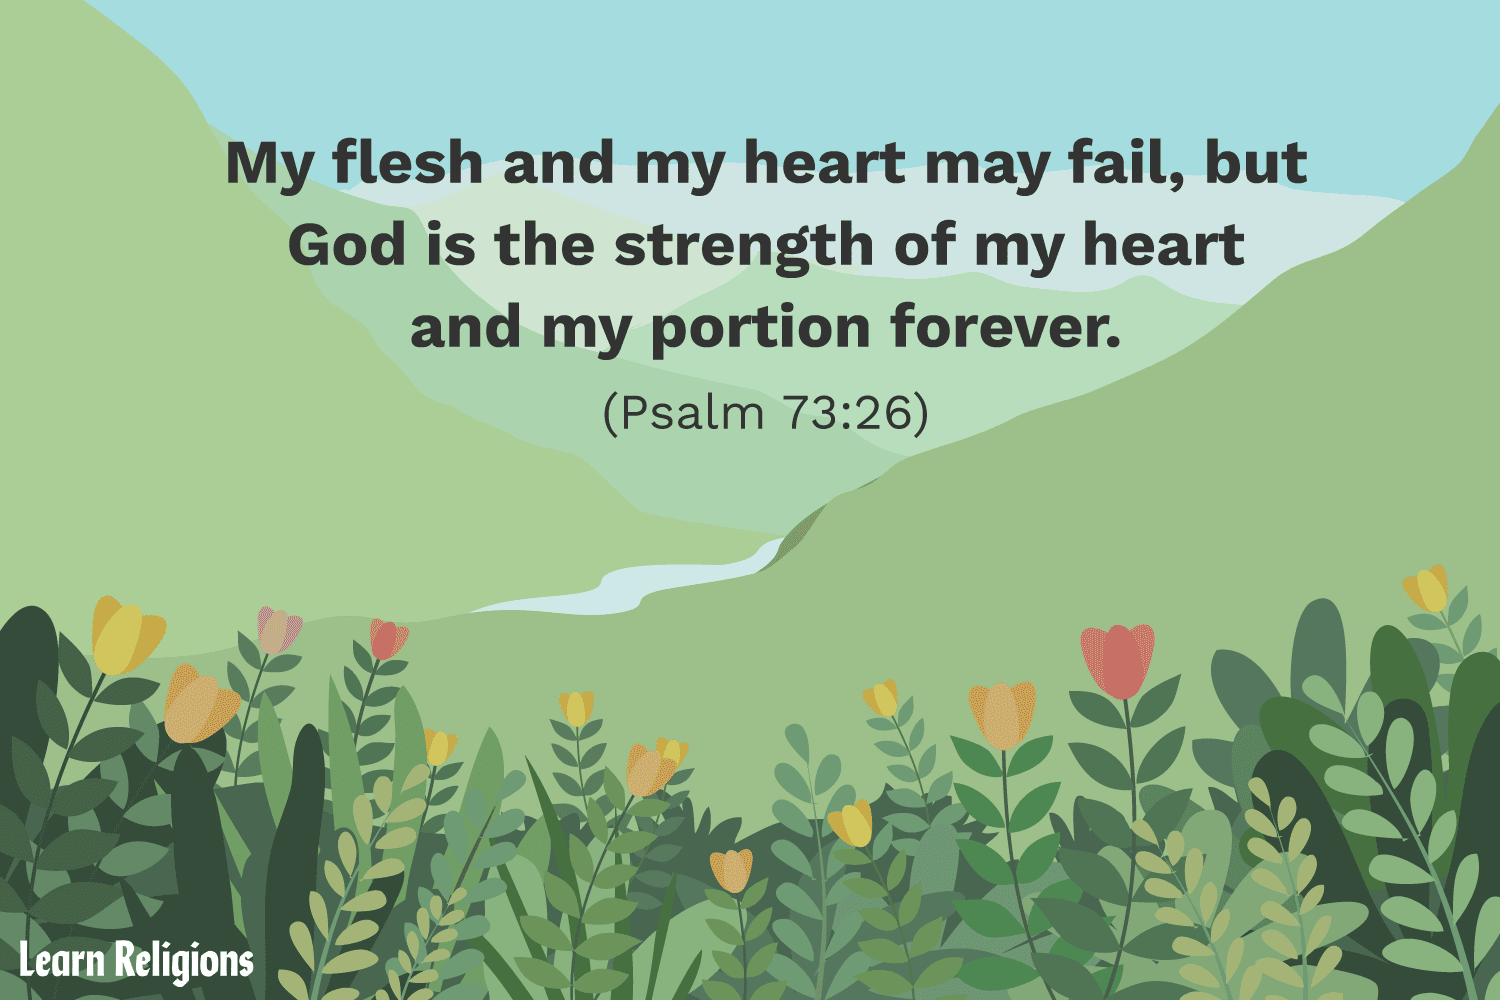 My flesh and my heart may fail, but
God is the strength of my heart
and my portion forever.
(Psalm 73:26)
Learn Religions